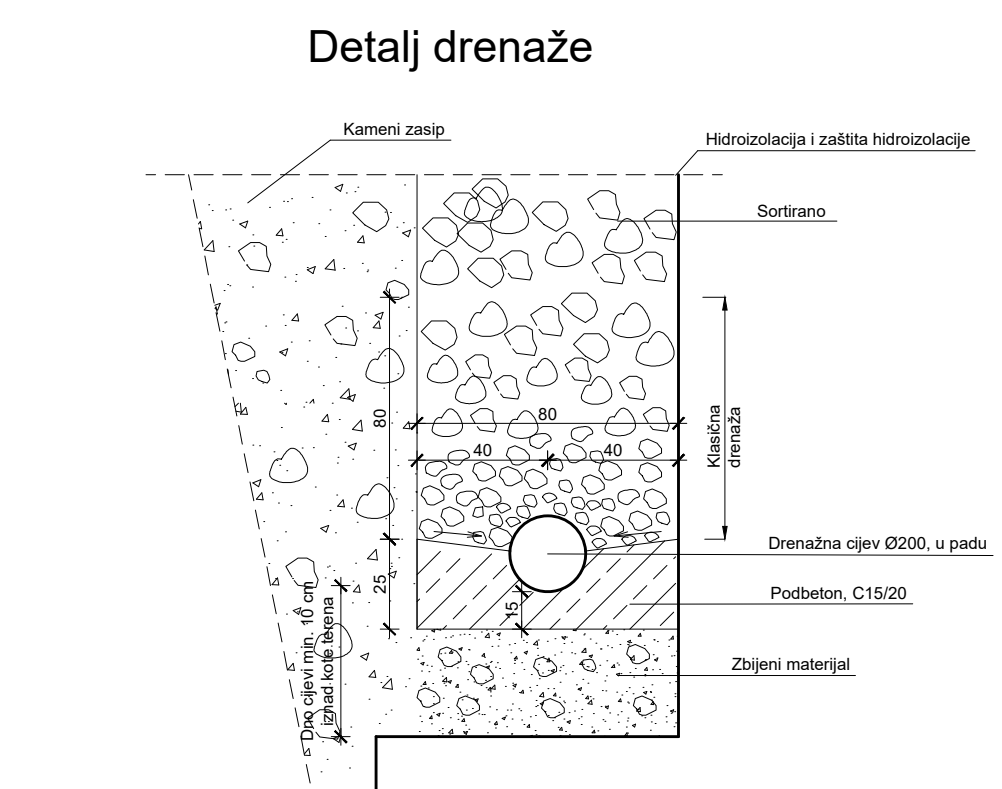 Detalj drenaže
Kameni zasip
Hidroizolacija i zaštita hidroizolacije
Sortirano
80
80
40
40
Klasična
drenaža
Drenažna cijev Ø200, u padu
25
15
Podbeton, C15/20
Dno cijevi min. 10 cm
iznad kote terena
Zbijeni materijal